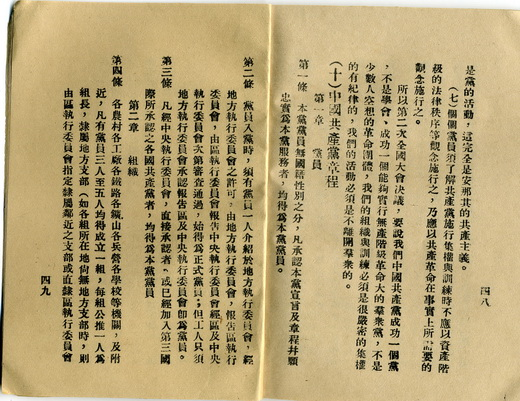 四八
是黨的活動，這完全是安那其的共產主義。
（七）個個黨員須了解共產黨施行集權與訓練時不應以資產階
級的法律秩序等觀念施行之，乃應以共產革命在事實上所需要的
觀念施行之。
所以第二次全國大會決議，要說我們中國共產黨成功一個黨
，不是學會，成功一個能夠實行無產階級革命大的羣衆黨，不是
少數人空想的革命團體，我們的組織與訓練必須是很嚴密的集權
的有紀律的，我們的活動必須是不離開羣衆的。
（十）中國共產黨章程
第一章　黨員
第一條　本黨黨員無國籍性別之分，凡承認本黨宣言及章程幷願
忠實為本黨服務者，均得為本黨黨員。
第二條　黨員入黨時，須有黨員一人介紹於地方執行委員會，經
地方執行委員會之許可，由地方執行委員會，報告區執行
委員會，由區執行委員會報告中央執行委員會經區及中央
執行委員會次第審查通過，始得為正式黨員；但工人只須
地方執行委員會承認報告區及中央執行委員會即為黨員。
第三條　凡經中央執行委員會，直接承認者，或已經加入第三國
際所承認之各國共產黨者，均得為本黨黨員。
第二章　組織
第四條　各農村各工廠各鐵路各鑛山各兵營各學校等機關，及附
近，凡有黨員三人至五人均得成立一組，每組公推一人為
組長，隸屬地方支部（如各組所在地尙無地方支部時，則
由區執行委員會指定隸屬鄰近之支部或直隸區執行委員會
四九